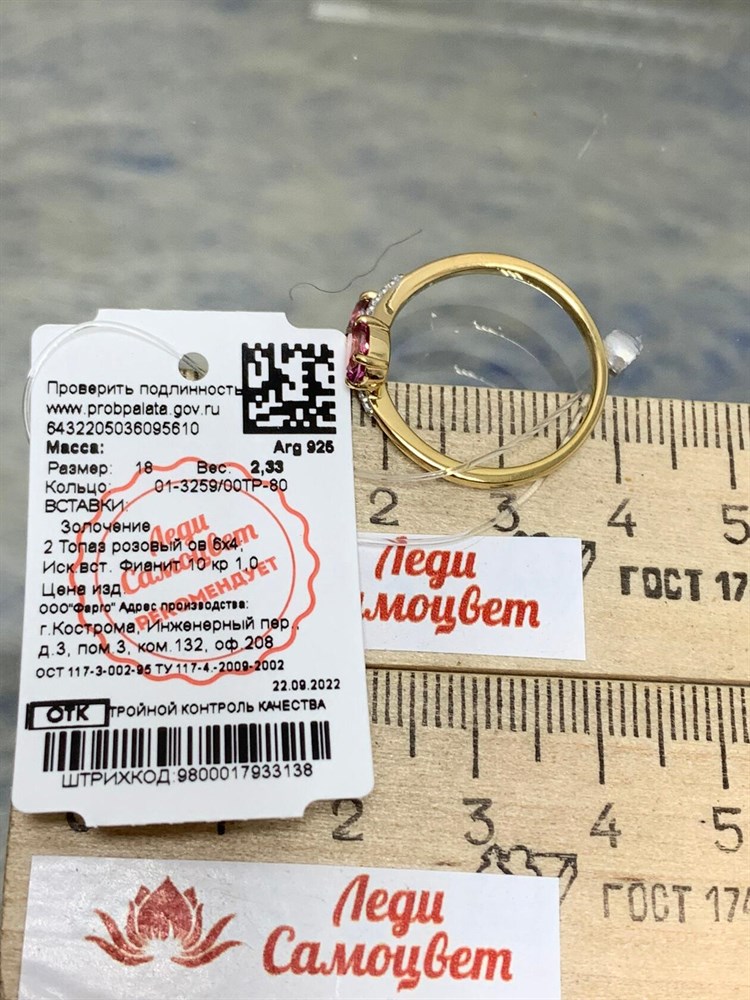 Проверить подлинность
www.probpalata.gov.ru
6432205036095610
Масса: Arg 925
Размер: 18 Вес: 2,33
Кольцо: 01-3259/00ТР-80
ВСТАВКИ:
Золочение
2 Топаз розовый ов 6х4,
Иск.вст. Фианит 10 кр 1,0
Цена изд.
ООО"Фарго" Адрес производства:
г.Кострома, Инженерный пер.,
д.3, пом.3, ком.132, оф.208
ОСТ 117-3-002-95 ТУ 117-4.-2009-2002
22.09.2022
ОТК ТРОЙНОЙ КОНТРОЛЬ КАЧЕСТВА
ШТРИХКОД:9800017933138
Леди
Самоцвет
РЕКОМЕНДУЕТ
2 3 4 5
ГОСТ 17
Леди
амоцвет
2 3 4 5
ГОСТ 174
Леди
Самоцвет